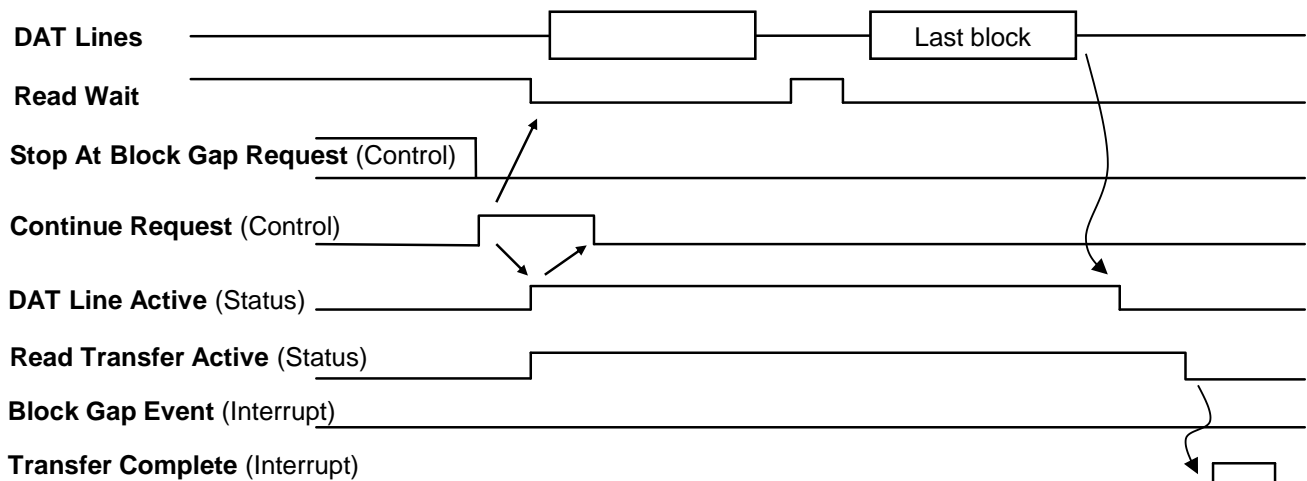 DAT Lines
Last block
Read Wait
Stop At Block Gap Request (Control)
Continue Request (Control)
DAT Line Active (Status)
Read Transfer Active (Status)
Block Gap Event (Interrupt)
Transfer Complete (Interrupt)